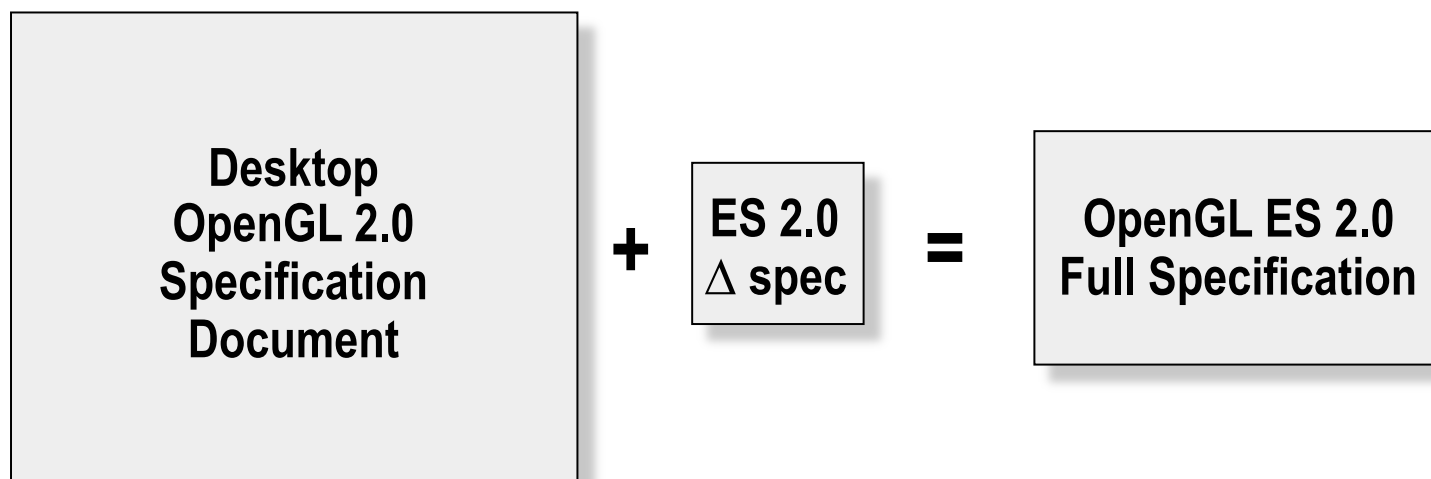 Desktop
OpenGL 2.0
Specification
Document
+
ES 2.0
Δ spec
=
OpenGL ES 2.0
Full Specification